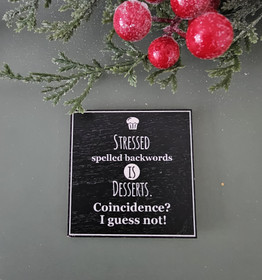 STRESSED
spelled backwords
IS
DESSERTS.
Coincidence?
I guess not!